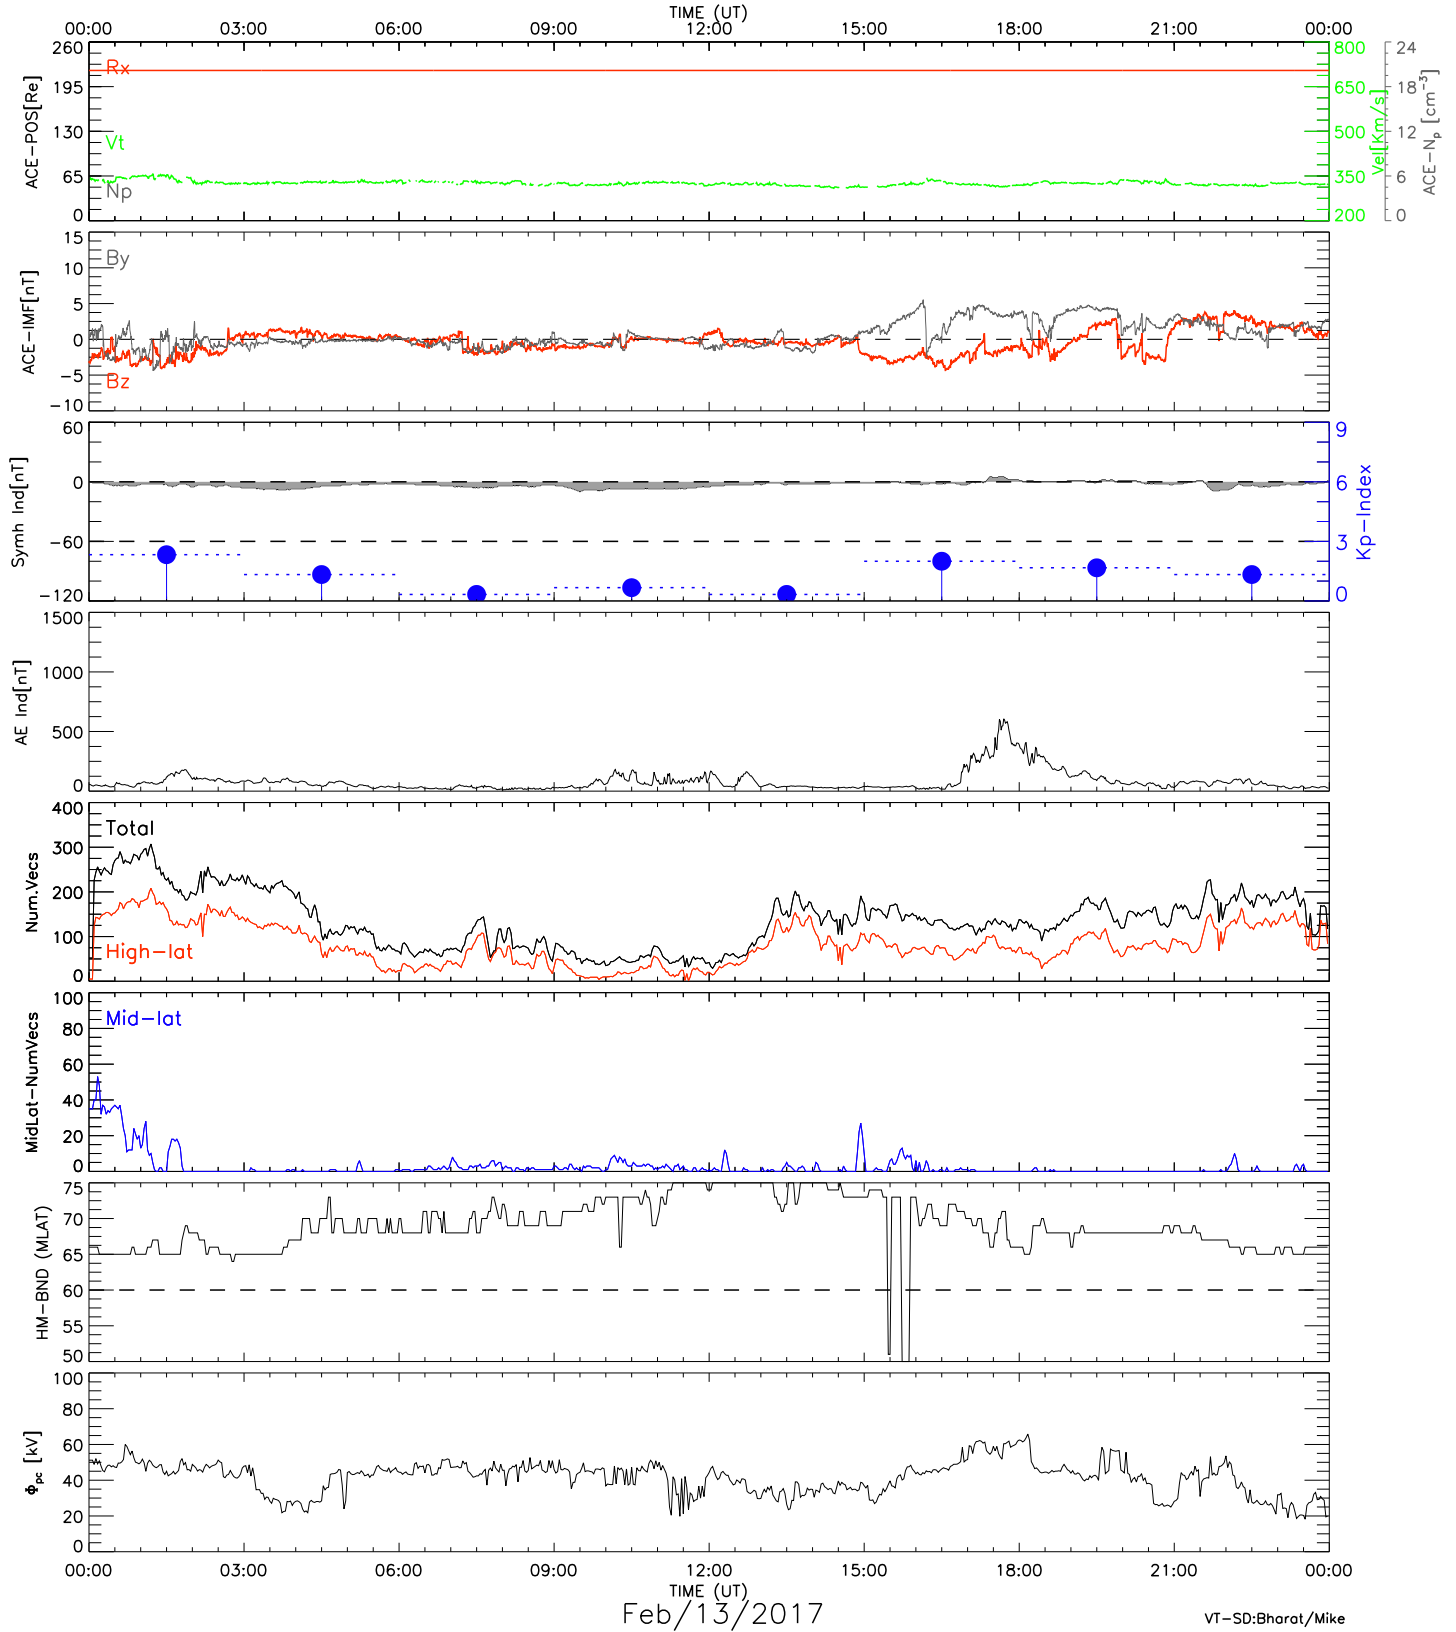 TIME (UT)
00:00 03:00 06:00 09:00 12:00 15:00 18:00 21:00 00:00
ACE-POS[Re]
260
195
130
65
0
Rx
Vt
Np
800
650
500
350
200
Vel[Km/s]
24
18
12
6
0
ACE-Np [cm-3]
ACE-IMF[nT]
15
10
5
0
-5
-10
By
Bz
Symh Ind[nT]
60
0
-60
-120
9
6
3
0
Kp-Index
AE Ind[nT]
1500
1000
500
0
Num.Vecs
400
300
200
100
0
Total
High-lat
MidLat-NumVecs
100
80
60
40
20
0
Mid-lat
HM-BND (MLAT)
75
70
65
60
55
50
Φpc [kV]
100
80
60
40
20
0
00:00 03:00 06:00 09:00 12:00 15:00 18:00 21:00 00:00
TIME (UT)
Feb/13/2017
VT-SD:Bharat/Mike